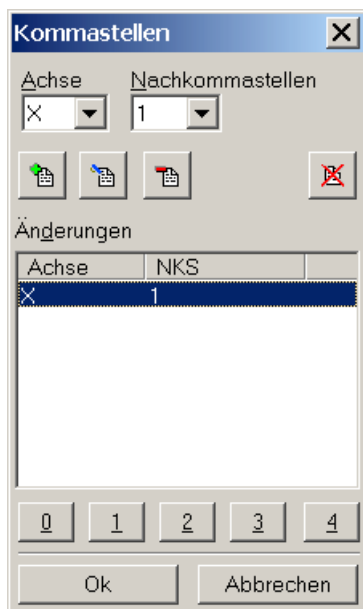 Kommastellen
Achse Nachkommastellen
X 1
Änderungen
Achse NKS
X 1
0 1 2 3 4
Ok Abbrechen